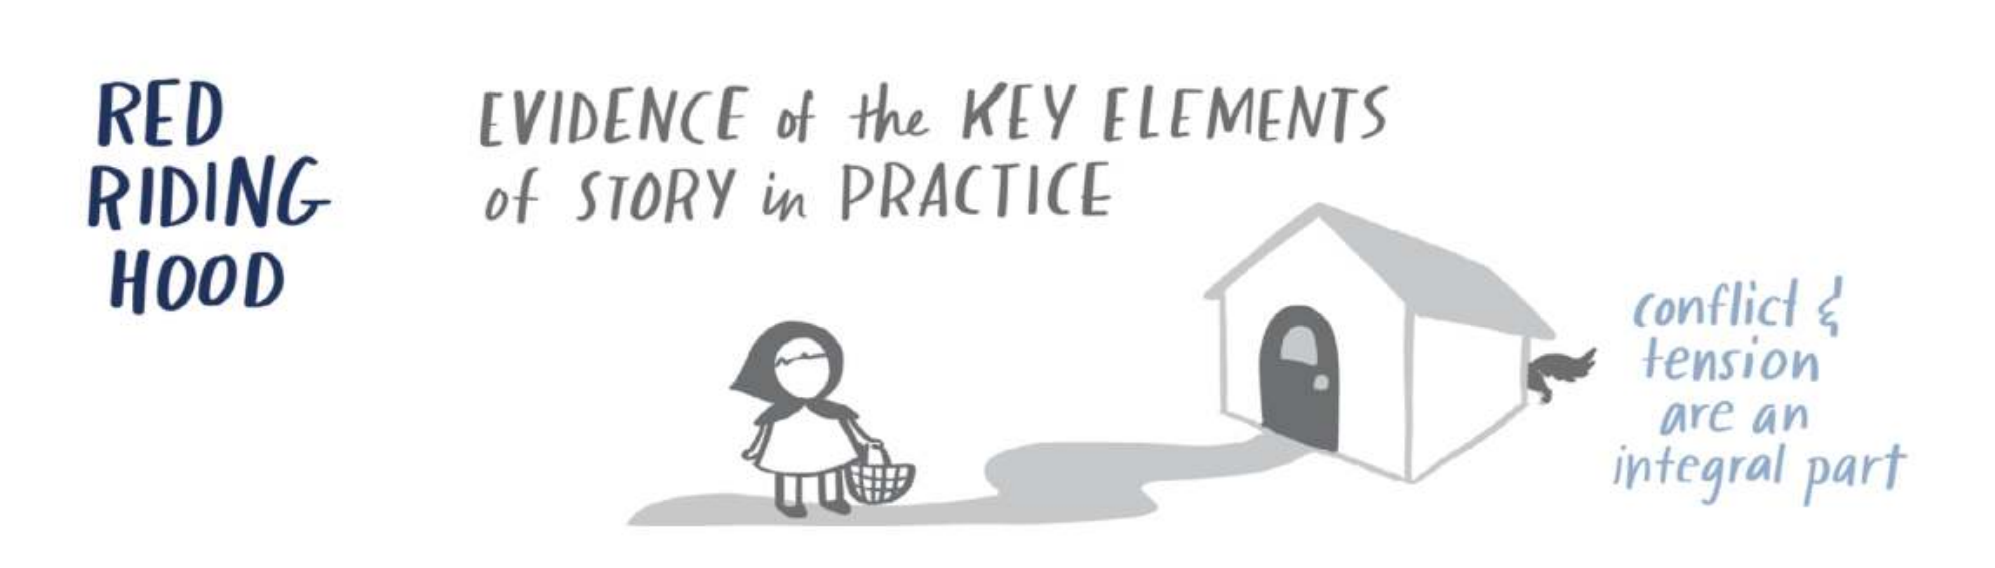 RED
RIDING
HOOD
EVIDENCE of the KEY ELEMENTS
of STORY in PRACTICE
conflict &
tension
are an
integral part